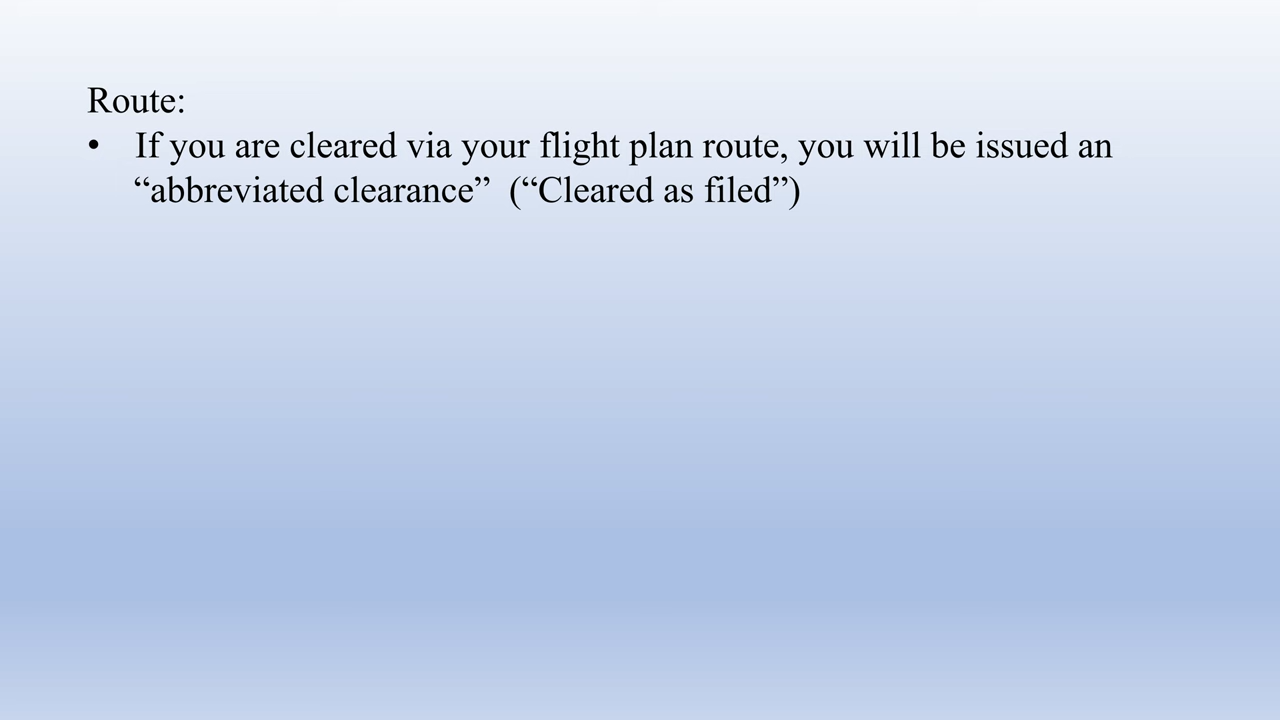 Route:
• If you are cleared via your flight plan route, you will be issued an
“abbreviated clearance”  (“Cleared as filed”)